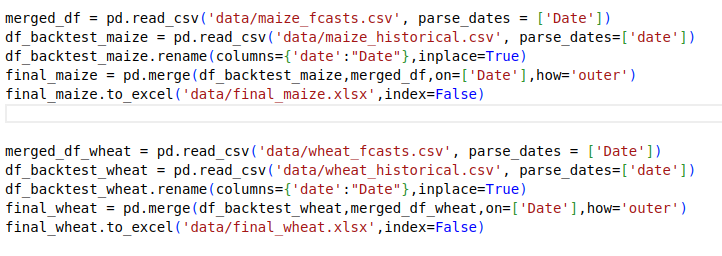 merged_df = pd.read_csv('data/maize_fcasts.csv', parse_dates = ['Date'])
df_backtest_maize = pd.read_csv('data/maize_historical.csv', parse_dates=['date'])
df_backtest_maize.rename(columns={'date':"Date"},inplace=True)
final_maize = pd.merge(df_backtest_maize,merged_df,on=['Date'],how='outer')
final_maize.to_excel('data/final_maize.xlsx',index=False)
merged_df_wheat = pd.read_csv('data/wheat_fcasts.csv', parse_dates = ['Date'])
df_backtest_wheat = pd.read_csv('data/wheat_historical.csv', parse_dates=['date'])
df_backtest_wheat.rename(columns={'date':"Date"},inplace=True)
final_wheat = pd.merge(df_backtest_wheat,merged_df_wheat,on=['Date'],how='outer')
final_wheat.to_excel('data/final_wheat.xlsx',index=False)